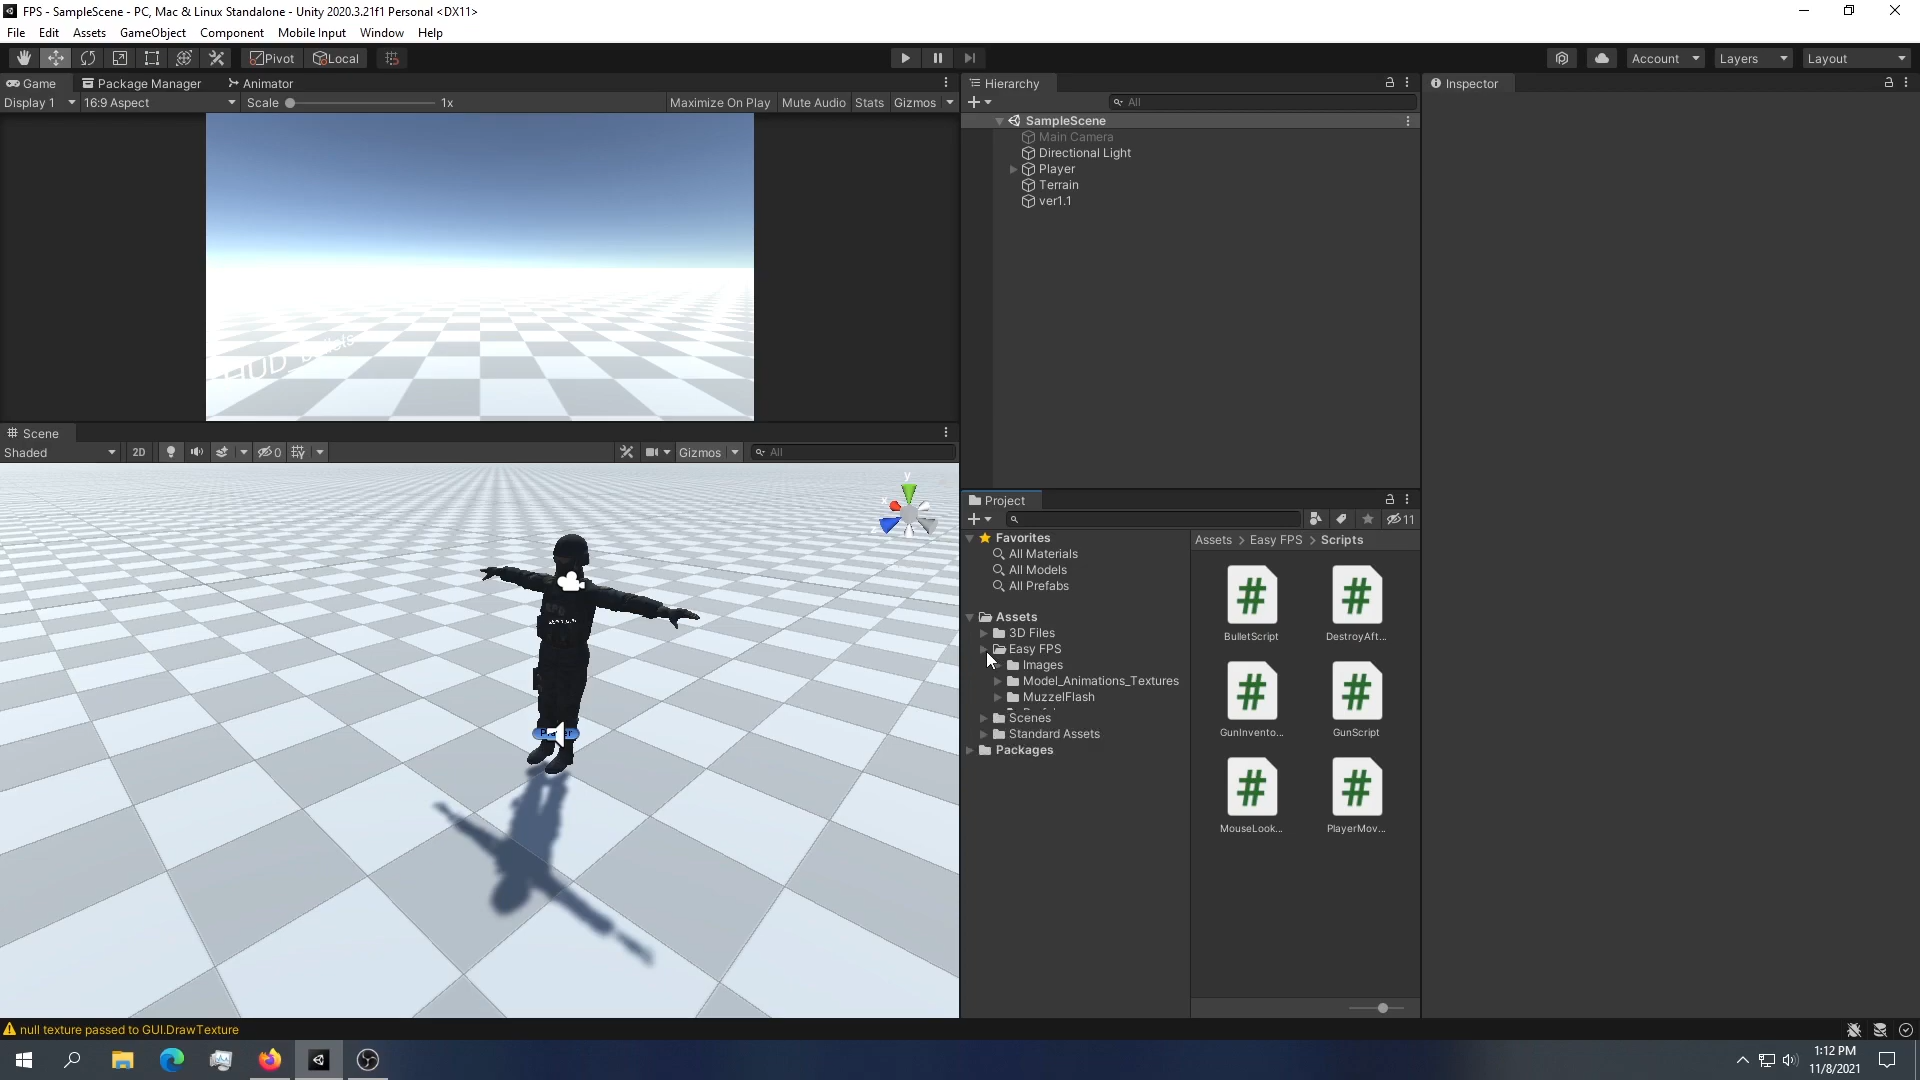 FPS - SampleScene - PC, Mac & Linux Standalone - Unity 2020.3.21f1 Personal <DX11>
File Edit Assets GameObject Component Mobile Input Window Help
Pivot Local Account Layers Layout
Game Package Manager Animator
Display 1 16:9 Aspect Scale 1x Maximize On Play Mute Audio Stats Gizmos
HUD_bullets
Scene
Shaded 2D 0 Gizmos All
y
x
Player
Hierarchy
All
SampleScene
Main Camera
Directional Light
Player
Terrain
ver1.1
Project
11
Favorites
All Materials
All Models
All Prefabs
Assets
3D Files
Easy FPS
Images
Model_Animations_Textures
MuzzelFlash
Scenes
Standard Assets
Packages
Assets > Easy FPS > Scripts
BulletScript
DestroyAft...
GunInvento...
GunScript
MouseLook...
PlayerMov...
Inspector
null texture passed to GUI.DrawTexture
1:12 PM
11/8/2021